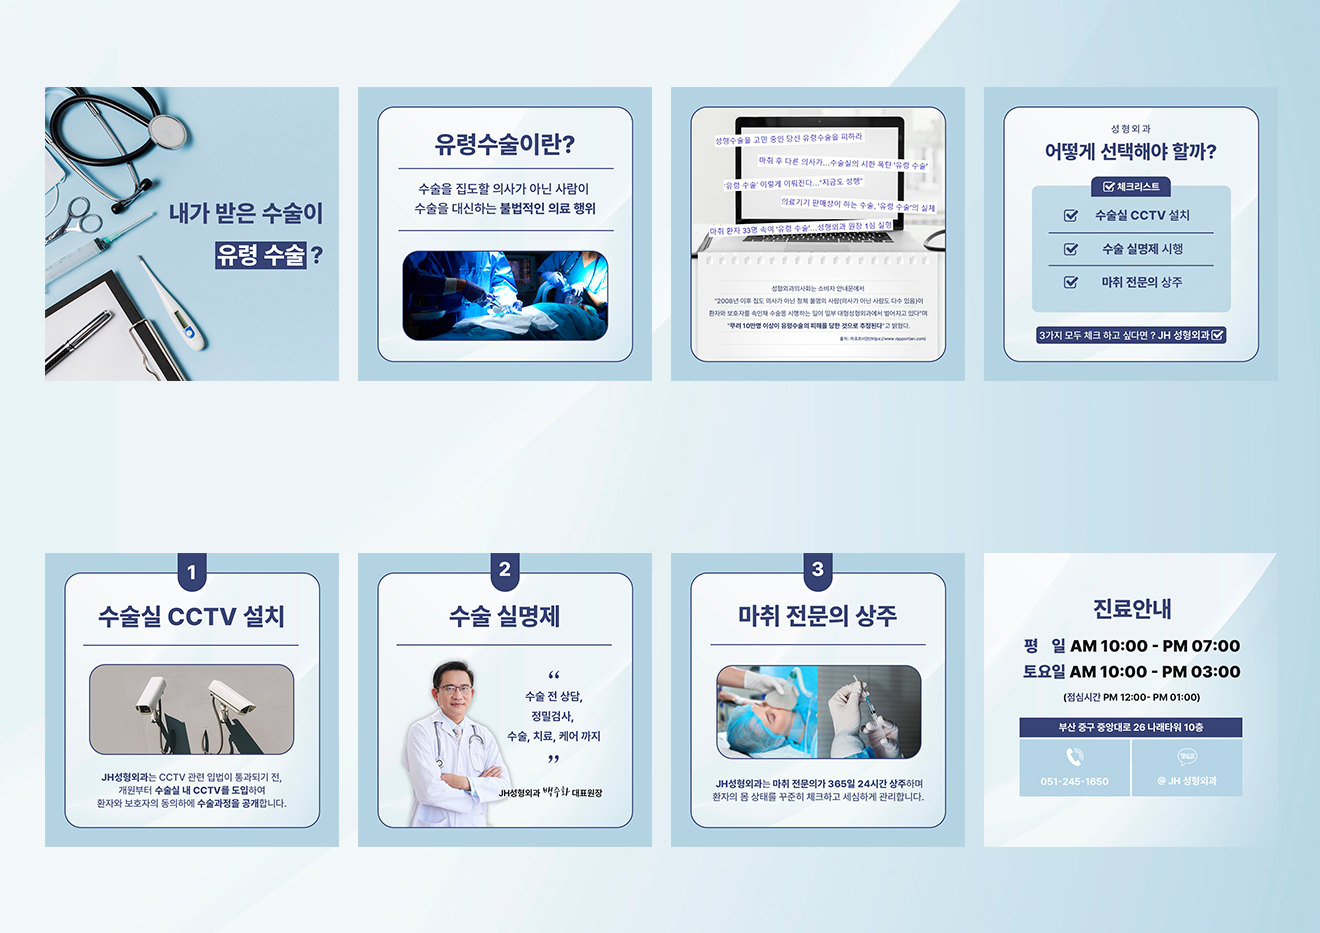 내가 받은 수술이
유령 수술 ?
유령수술이란?
수술을 집도할 의사가 아닌 사람이
수술을 대신하는 불법적인 의료 행위
성형수술을 고민 중인 당신 유령수술을 피하라
마취 후 다른 의사가...수술실의 시한 폭탄 '유령 수술'
'유령 수술' 이렇게 이뤄진다..."지금도 성행"
의료기기 판매상이 하는 수술, '유령 수술'의 실체
마취 환자 33명 속여 '유령 수술'...성형외과 원장 1심 실형
성형외과의사회는 소비자 안내문에서
"2008년 이후 집도 의사가 아닌 정체 불명의 사람(의사가 아닌 사람도 다수 있음)이
환자와 보호자를 속인채 수술을 시행하는 일이 일부 대형성형외과에서 벌어지고 있다"며
"무려 10만명 이상이 유령수술의 피해를 당한 것으로 추정된다"고 밝혔다.
출처 : 라포르시안(https://www.rapportian.com)
성형외과
어떻게 선택해야 할까?
체크리스트
수술실 CCTV 설치
수술 실명제 시행
마취 전문의 상주
3가지 모두 체크 하고 싶다면 ? JH 성형외과
1
수술실 CCTV 설치
JH성형외과는 CCTV 관련 입법이 통과되기 전,
개원부터 수술실 내 CCTV를 도입하여
환자와 보호자의 동의하에 수술과정을 공개합니다.
2
수술 실명제
“
수술 전 상담,
정밀검사,
수술, 치료, 케어 까지
”
JH성형외과 백승화 대표원장
3
마취 전문의 상주
JH성형외과는 마취 전문의가 365일 24시간 상주하며
환자의 몸 상태를 꾸준히 체크하고 세심하게 관리합니다.
진료안내
평 일 AM 10:00 - PM 07:00
토요일 AM 10:00 - PM 03:00
(점심시간 PM 12:00- PM 01:00)
부산 중구 중앙대로 26 나래타워 10층
051-245-1650
@ JH 성형외과